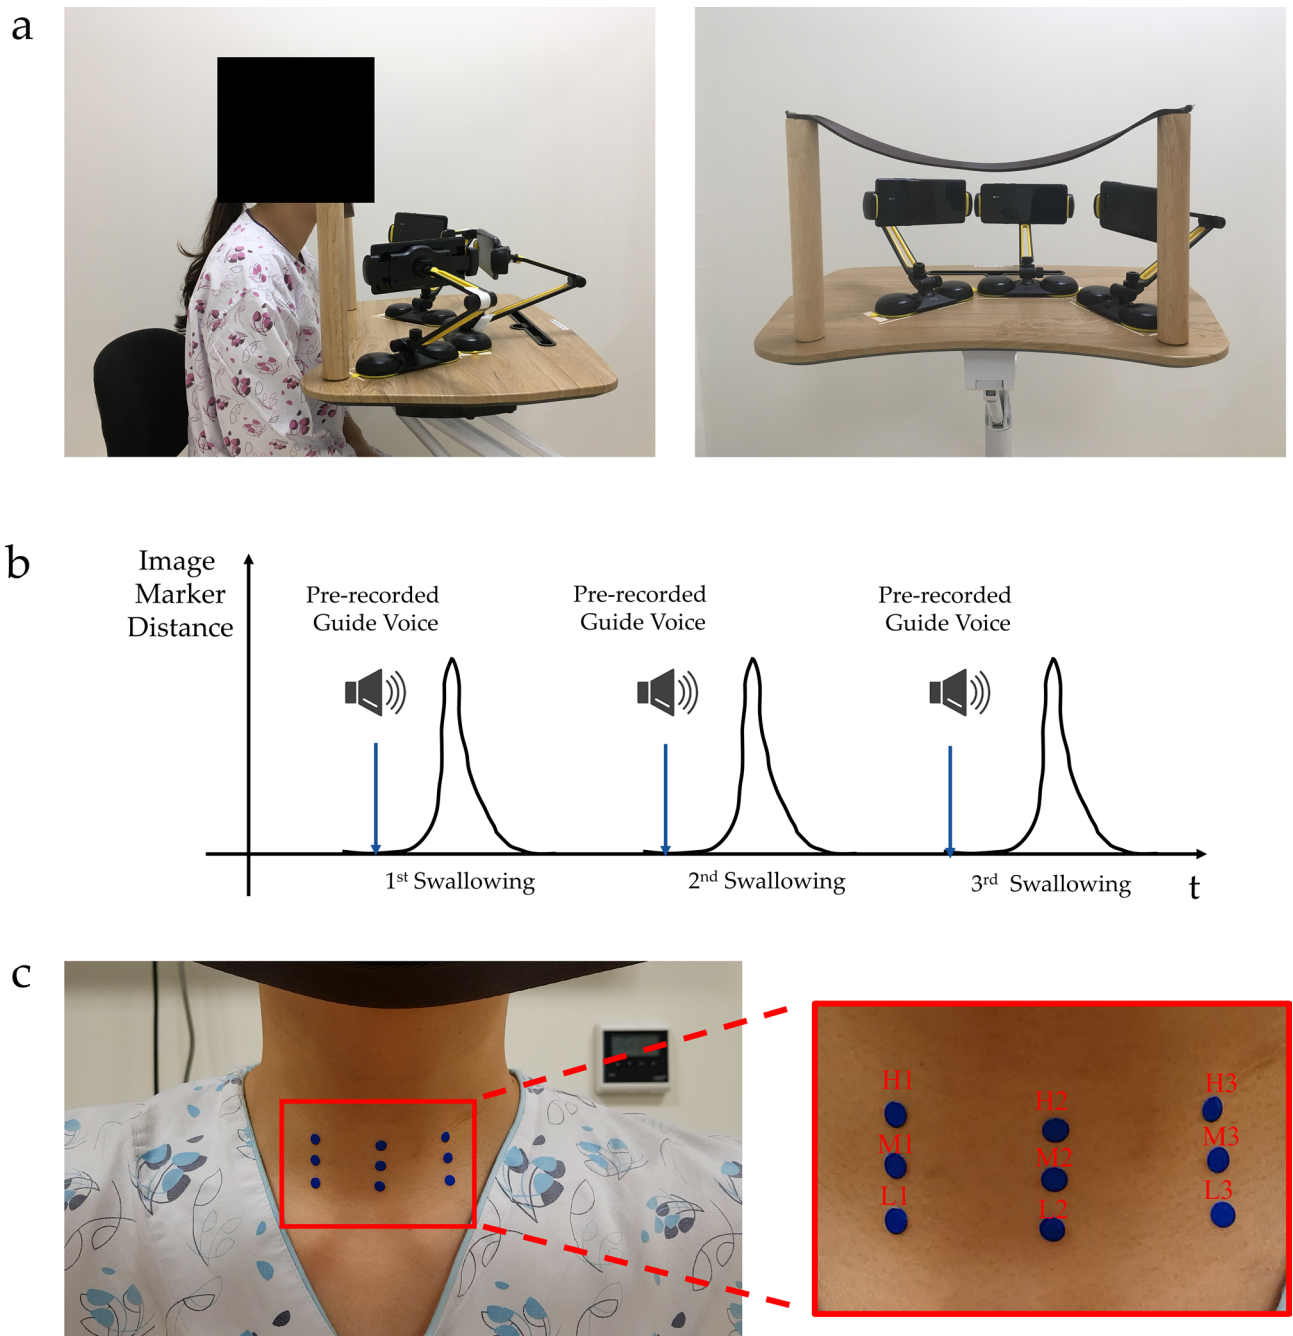 a
b
Image
Marker
Distance
Pre-recorded
Guide Voice
Pre-recorded
Guide Voice
Pre-recorded
Guide Voice
1st Swallowing
2nd Swallowing
3rd Swallowing
t
c
H1
H2
H3
M1
M2
M3
L1
L2
L3